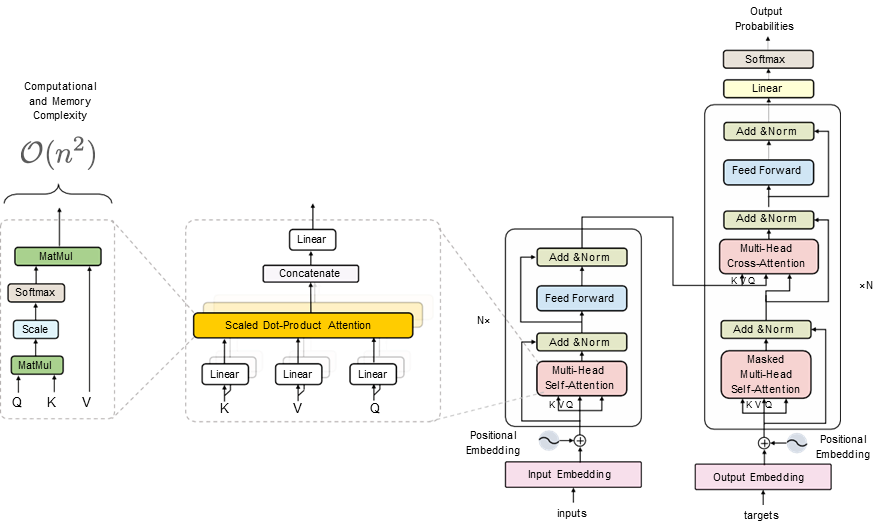 Computational
and Memory
Complexity
O(n²)
MatMul
Softmax
Scale
MatMul
Q K V
Linear
Concatenate
Scaled Dot-Product Attention
Linear Linear Linear
K V Q
N×
Add &Norm
Feed Forward
Add &Norm
Multi-Head
Self-Attention
K V Q
Positional
Embedding
Input Embedding
inputs
Output
Probabilities
Softmax
Linear
Add &Norm
Feed Forward
Add &Norm
Multi-Head
Cross-Attention
K V Q
×N
Add &Norm
Masked
Multi-Head
Self-Attention
K V Q
Positional
Embedding
Output Embedding
targets